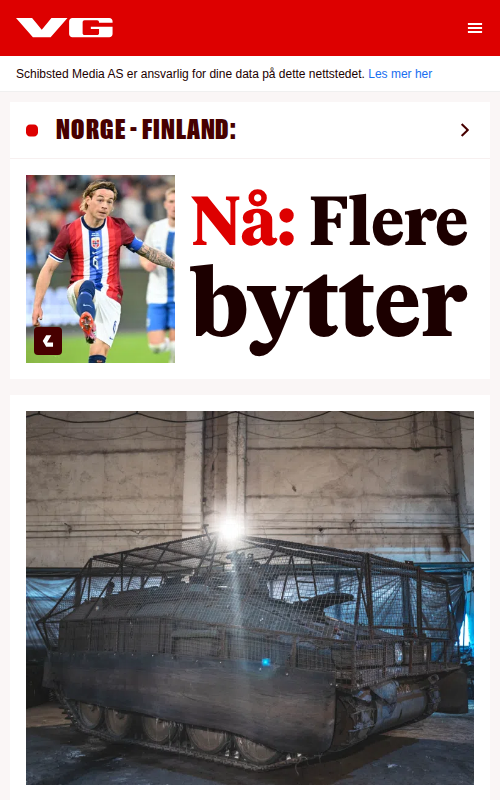 VG
Schibsted Media AS er ansvarlig for dine data på dette nettstedet. Les mer her
NORGE - FINLAND:
Nå: Flere
bytter